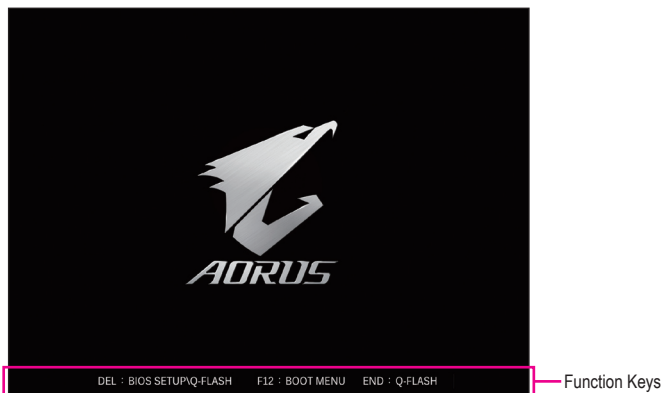 AORUS
DEL : BIOS SETUP\Q-FLASH F12 : BOOT MENU END : Q-FLASH
Function Keys